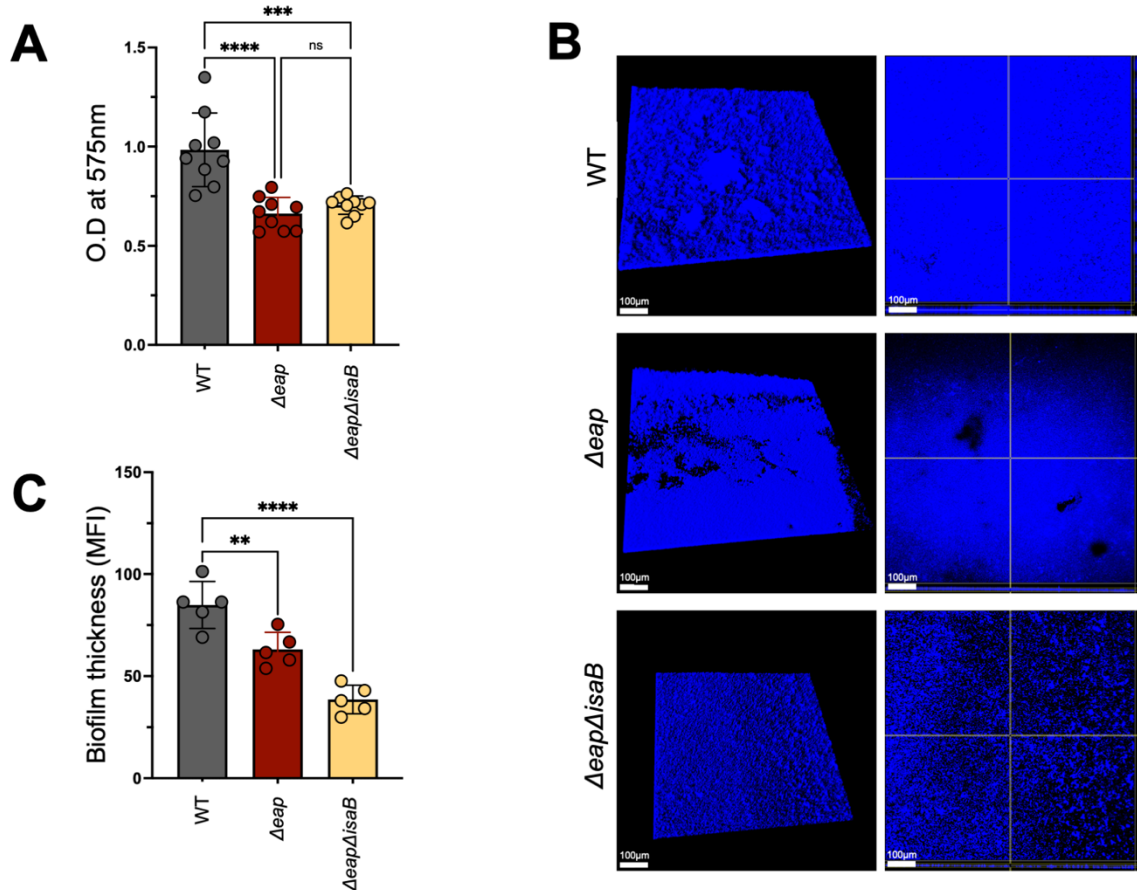 A
***
****
ns
O.D at 575nm
1.5
1.0
0.5
0.0
WT
Δeap
ΔeapΔisaB
B
WT
100µm
100µm
Δeap
100µm
100µm
ΔeapΔisaB
100µm
100µm
C
****
**
Biofilm thickness (MFI)
150
100
50
0
WT
Δeap
ΔeapΔisaB